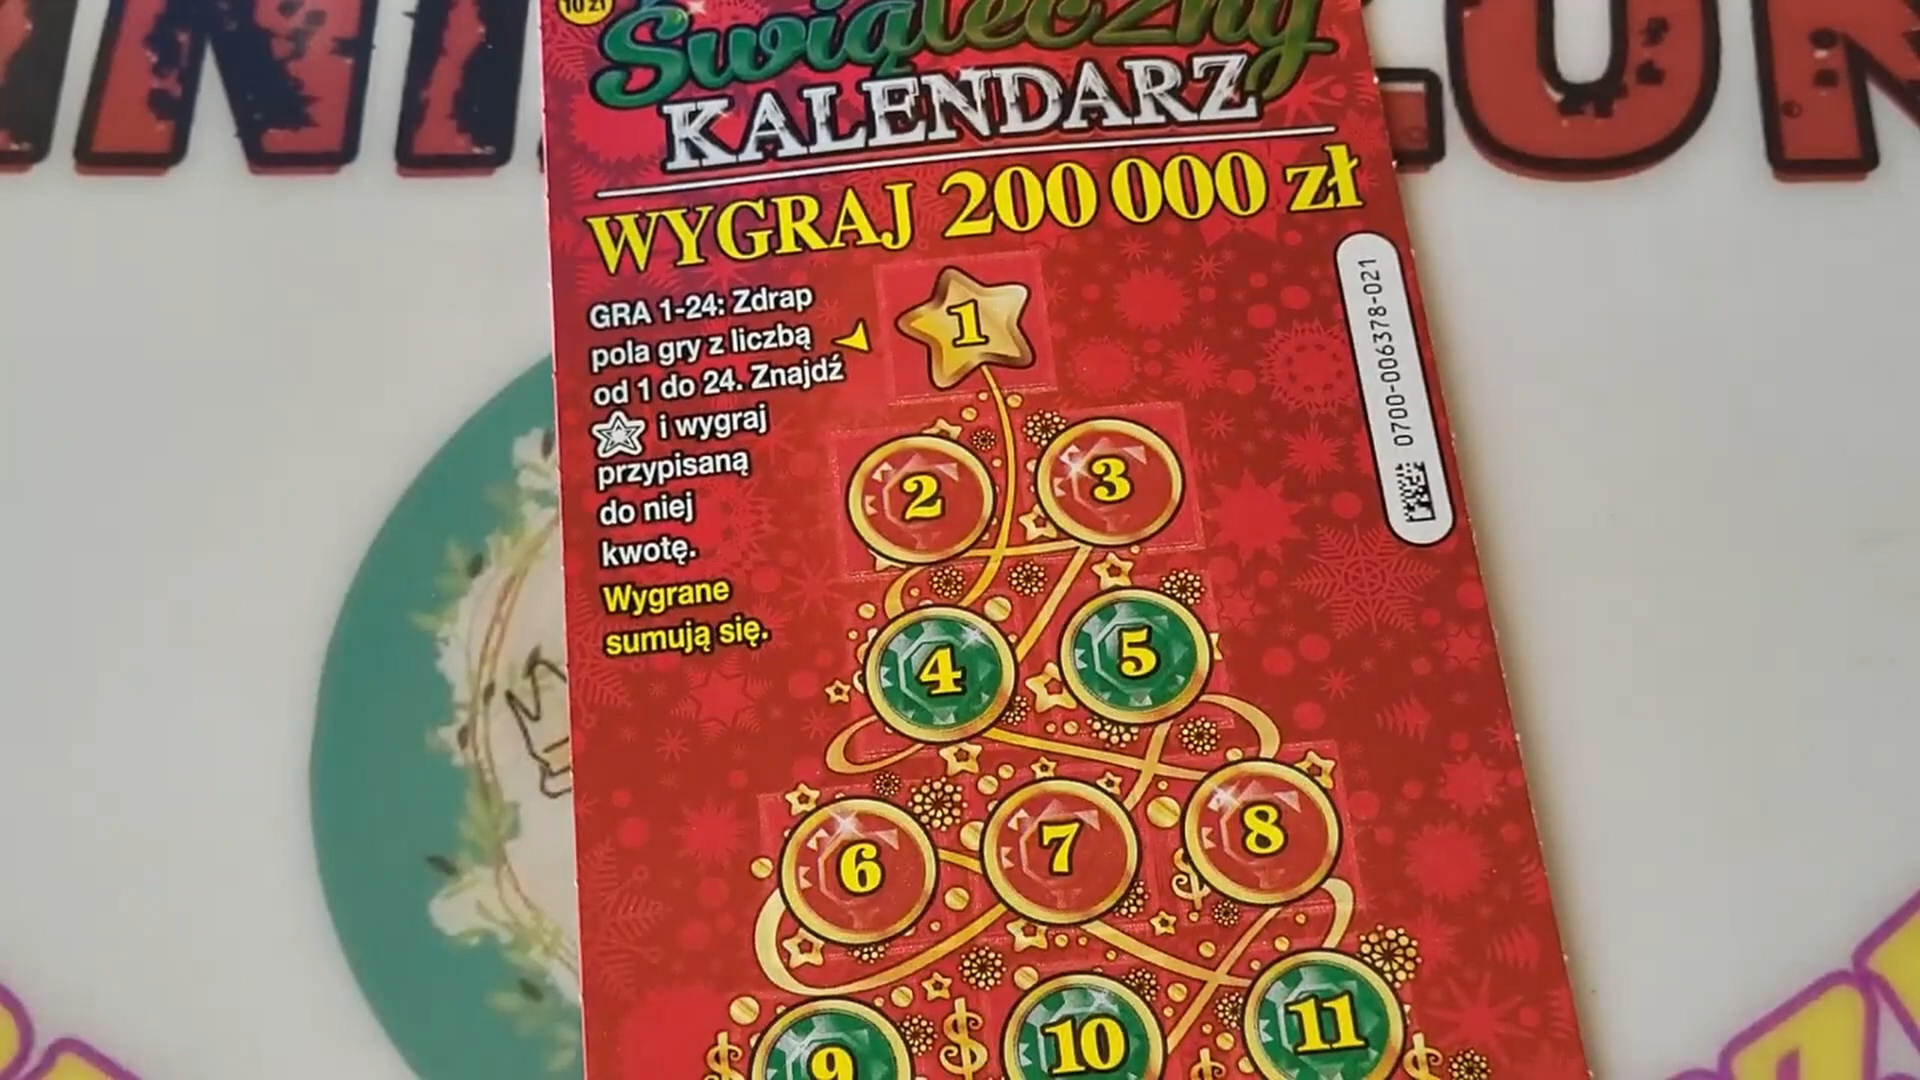 10 zł
Świąteczny
KALENDARZ
WYGRAJ 200 000 zł
GRA 1-24: Zdrap
pola gry z liczbą
od 1 do 24. Znajdź
i wygraj
przypisaną
do niej
kwotę.
Wygrane
sumują się.
0700-006378-021
1
2 3
4 5
6 7 8
9 10 11